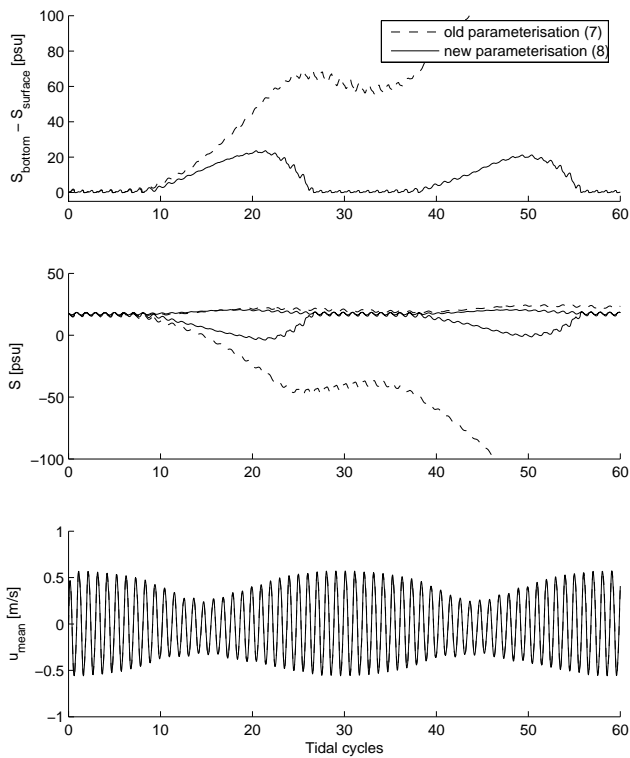 100
80
60
40
20
0
S_bottom − S_surface [psu]
old parameterisation (7)
new parameterisation (8)
0 10 20 30 40 50 60
50
0
−50
−100
S [psu]
0 10 20 30 40 50 60
1
0.5
0
−0.5
−1
u_mean [m/s]
0 10 20 30 40 50 60
Tidal cycles